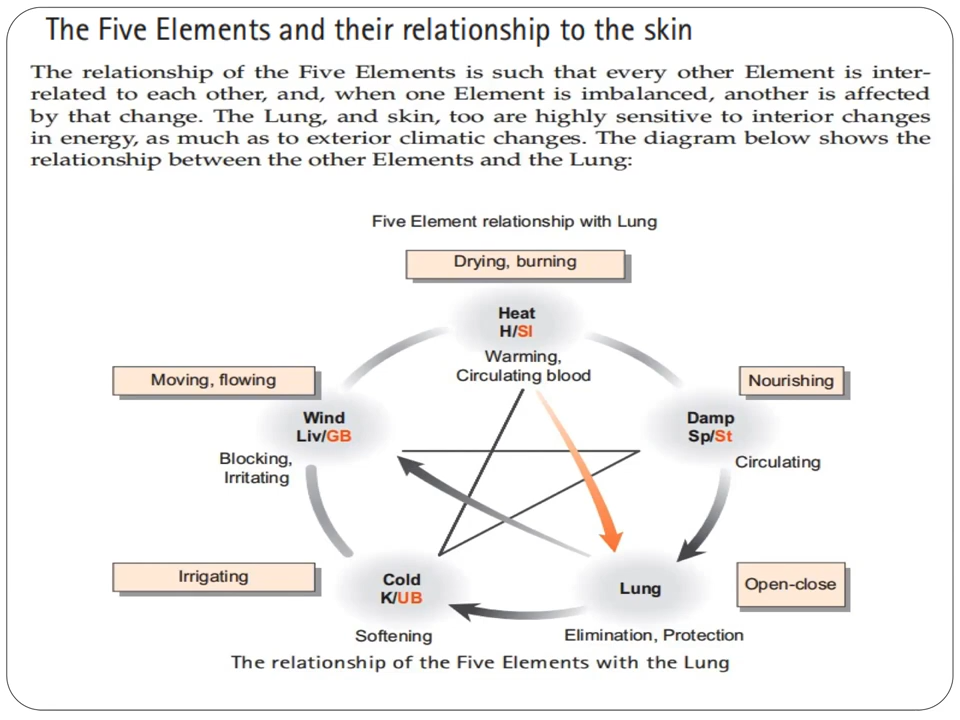 The Five Elements and their relationship to the skin
The relationship of the Five Elements is such that every other Element is inter-
related to each other, and, when one Element is imbalanced, another is affected
by that change. The Lung, and skin, too are highly sensitive to interior changes
in energy, as much as to exterior climatic changes. The diagram below shows the
relationship between the other Elements and the Lung:
Five Element relationship with Lung
Drying, burning
Heat
H/SI
Warming,
Circulating blood
Moving, flowing
Wind
Liv/GB
Blocking,
Irritating
Nourishing
Damp
Sp/St
Circulating
Irrigating
Cold
K/UB
Softening
Lung
Open-close
Elimination, Protection
The relationship of the Five Elements with the Lung